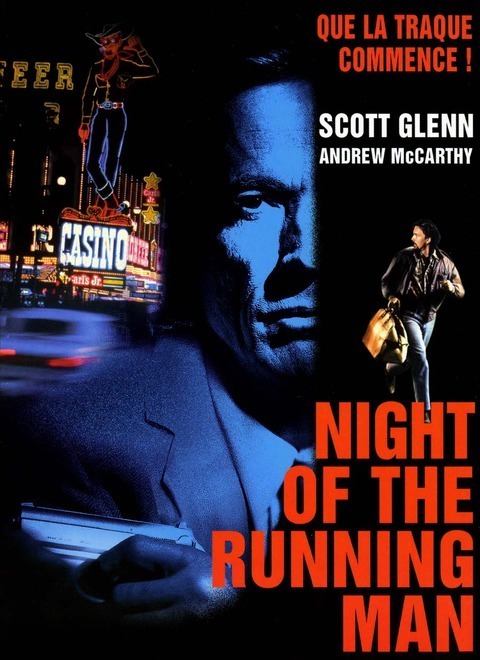 QUE LA TRAQUE
COMMENCE !
SCOTT GLENN
ANDREW McCARTHY
CASINO
NIGHT
OF THE
RUNNING
MAN